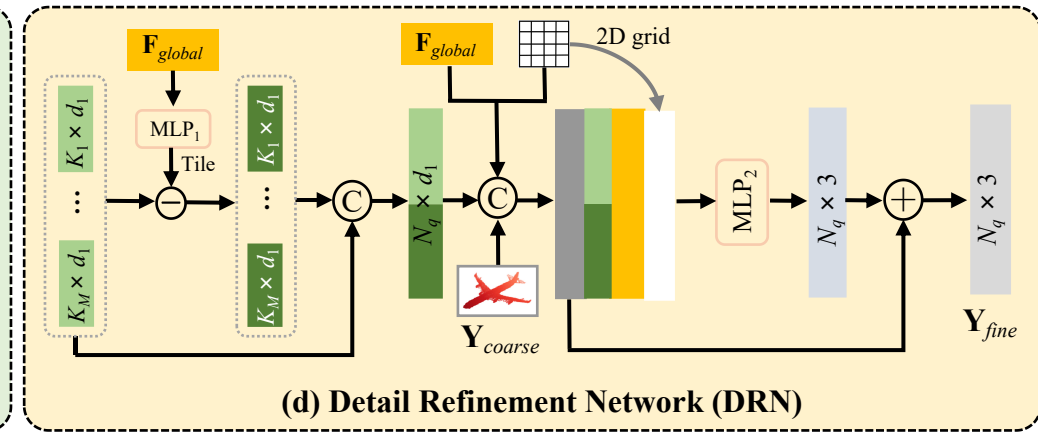 F_global
K_1 × d_1
...
K_M × d_1
MLP_1
Tile
−
K_1 × d_1
...
K_M × d_1
C
N_q × d_1
F_global
2D grid
C
Y_coarse
MLP_2
N_q × 3
+
N_q × 3
Y_fine
(d) Detail Refinement Network (DRN)